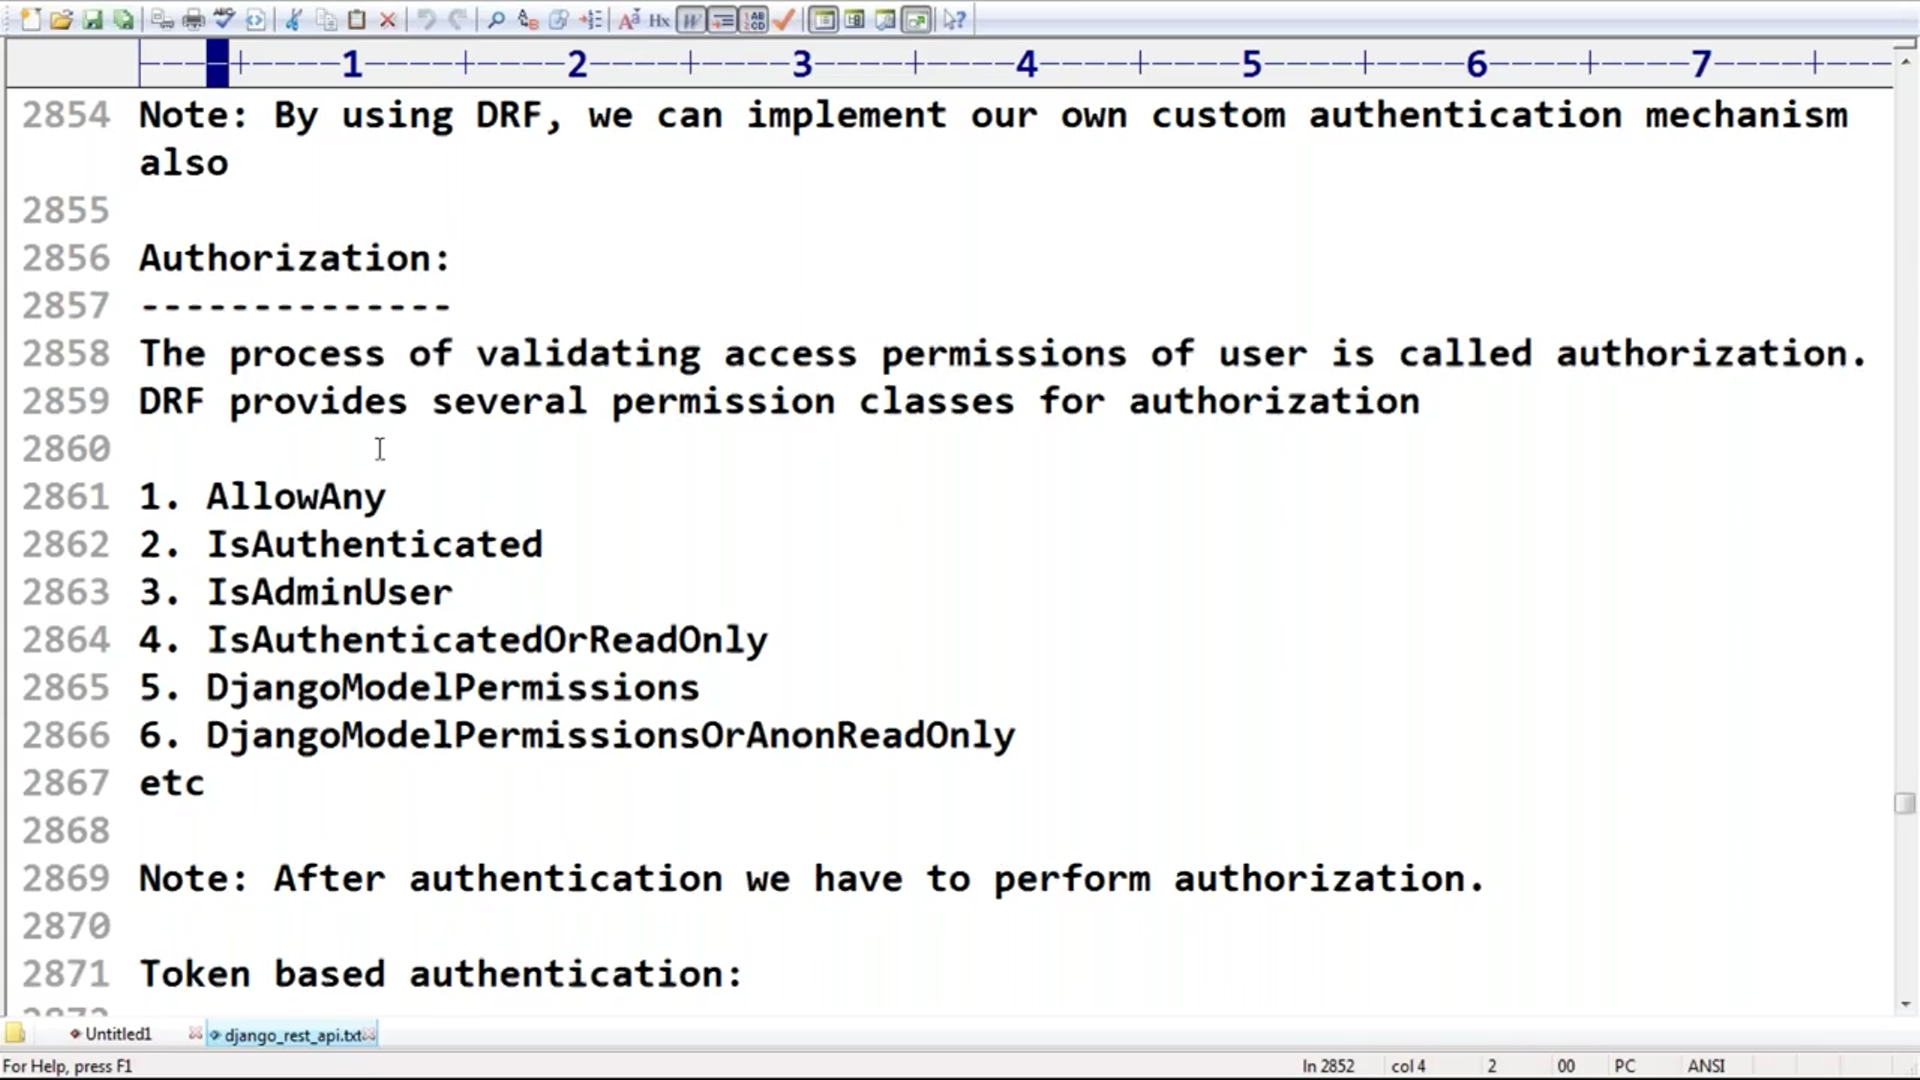 1 2 3 4 5 6 7
2854 Note: By using DRF, we can implement our own custom authentication mechanism
also
2855
2856 Authorization:
2857 --------------
2858 The process of validating access permissions of user is called authorization.
2859 DRF provides several permission classes for authorization
2860
2861 1. AllowAny
2862 2. IsAuthenticated
2863 3. IsAdminUser
2864 4. IsAuthenticatedOrReadOnly
2865 5. DjangoModelPermissions
2866 6. DjangoModelPermissionsOrAnonReadOnly
2867 etc
2868
2869 Note: After authentication we have to perform authorization.
2870
2871 Token based authentication:
Untitled1 django_rest_api.txt
For Help, press F1 ln 2852 col 4 2 00 PC ANSI